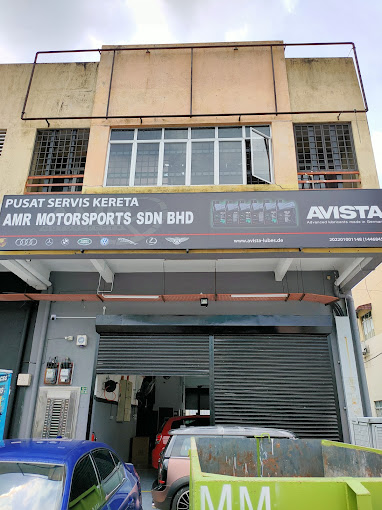 PUSAT SERVIS KERETA
AMR MOTORSPORTS SDN BHD
AVISTA
www.avista-lubes.de
MM